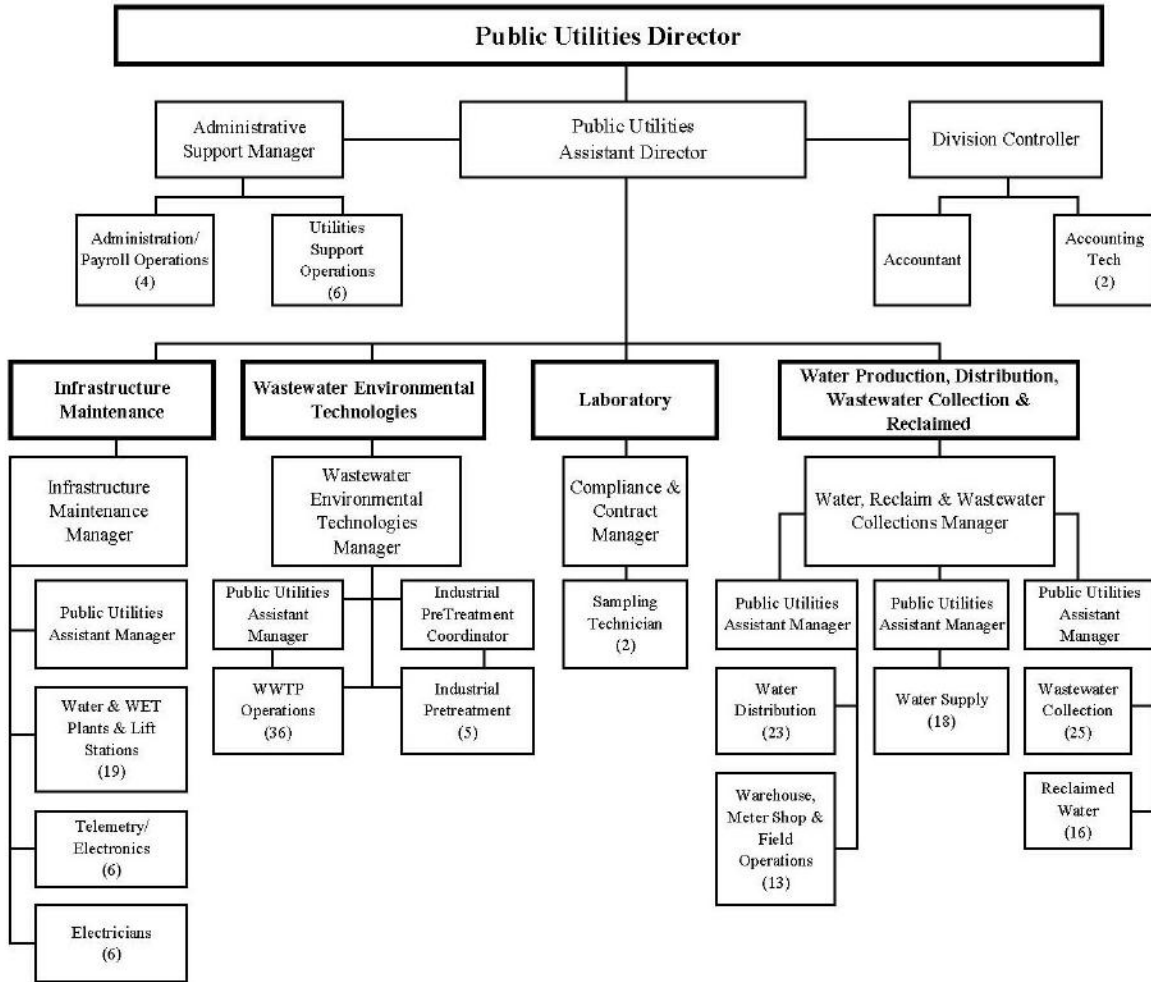 Public Utilities Director
Administrative
Support Manager
Public Utilities
Assistant Director
Division Controller
Administration/
Payroll Operations
(4)
Utilities
Support
Operations
(6)
Accountant
Accounting
Tech
(2)
Infrastructure
Maintenance
Wastewater Environmental
Technologies
Laboratory
Water Production, Distribution,
Wastewater Collection &
Reclaimed
Infrastructure
Maintenance
Manager
Wastewater
Environmental
Technologies
Manager
Compliance &
Contract
Manager
Water, Reclaim & Wastewater
Collections Manager
Public Utilities
Assistant Manager
Public Utilities
Assistant
Manager
Industrial
PreTreatment
Coordinator
Sampling
Technician
(2)
Public Utilities
Assistant Manager
Public Utilities
Assistant Manager
Public Utilities
Assistant
Manager
Water & WET
Plants & Lift
Stations
(19)
WWTP
Operations
(36)
Industrial
Pretreatment
(5)
Water
Distribution
(23)
Water Supply
(18)
Wastewater
Collection
(25)
Telemetry/
Electronics
(6)
Warehouse,
Meter Shop &
Field
Operations
(13)
Reclaimed
Water
(16)
Electricians
(6)